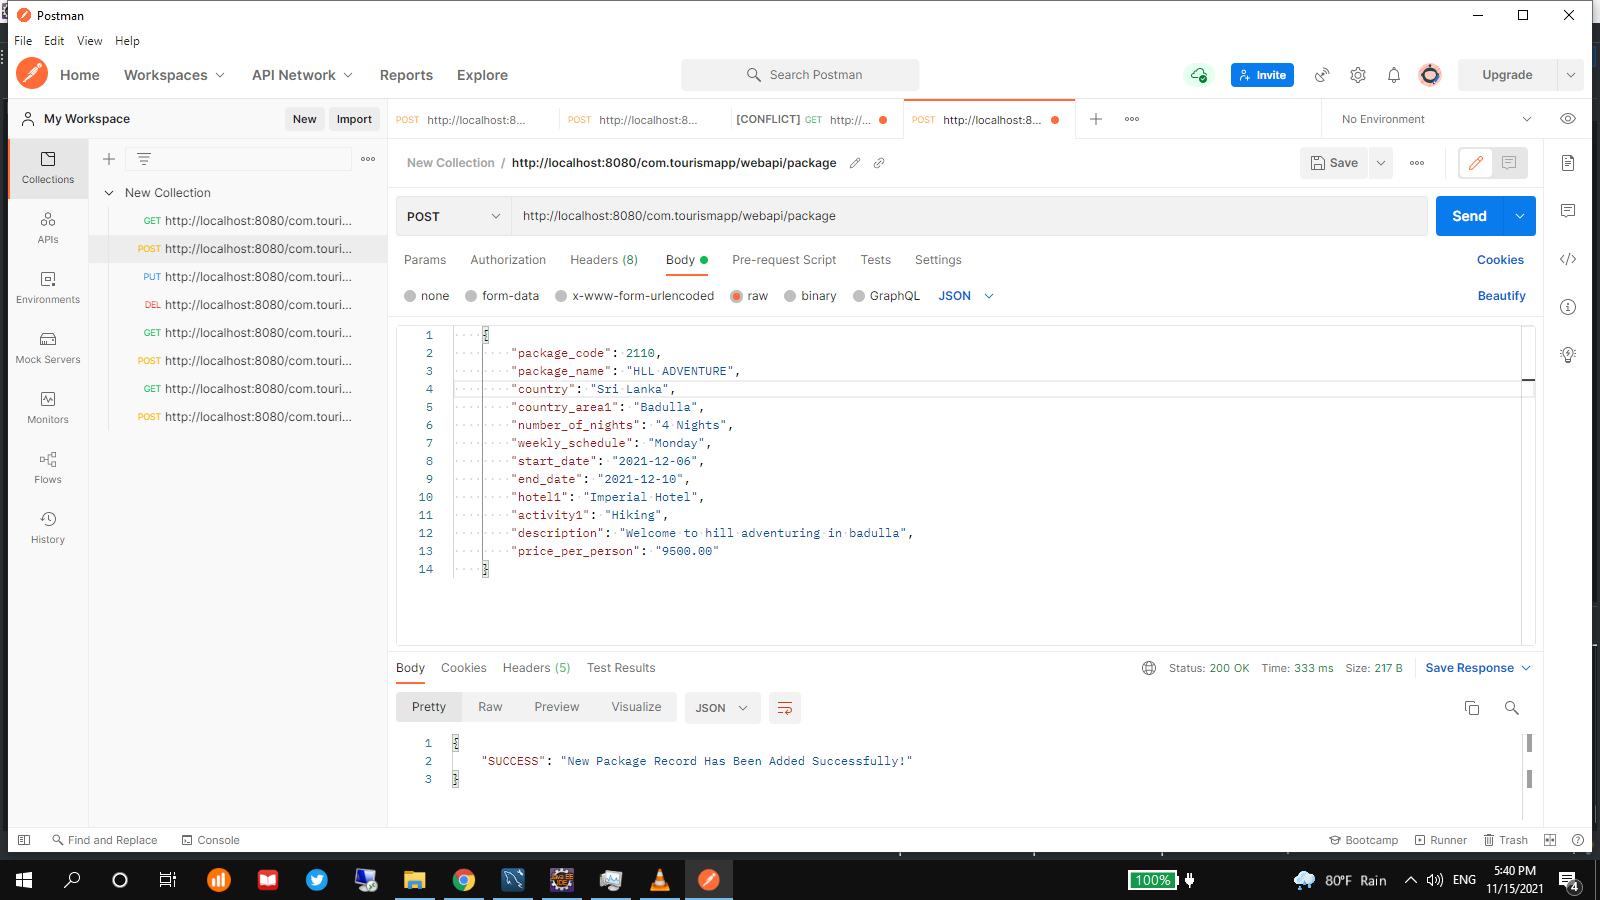 Postman
File Edit View Help
Home Workspaces API Network Reports Explore
Search Postman
Invite
Upgrade
My Workspace
New Import
POST http://localhost:8...
POST http://localhost:8...
[CONFLICT] GET http://...
POST http://localhost:8...
No Environment
Collections
APIs
Environments
Mock Servers
Monitors
Flows
History
New Collection
GET http://localhost:8080/com.touri...
POST http://localhost:8080/com.touri...
PUT http://localhost:8080/com.touri...
DEL http://localhost:8080/com.touri...
GET http://localhost:8080/com.touri...
POST http://localhost:8080/com.touri...
GET http://localhost:8080/com.touri...
POST http://localhost:8080/com.touri...
New Collection / http://localhost:8080/com.tourismapp/webapi/package
Save
POST http://localhost:8080/com.tourismapp/webapi/package
Send
Params Authorization Headers (8) Body Pre-request Script Tests Settings
Cookies
none form-data x-www-form-urlencoded raw binary GraphQL JSON
Beautify
1 {
2 "package_code": 2110,
3 "package_name": "HLL ADVENTURE",
4 "country": "Sri Lanka",
5 "country_area1": "Badulla",
6 "number_of_nights": "4 Nights",
7 "weekly_schedule": "Monday",
8 "start_date": "2021-12-06",
9 "end_date": "2021-12-10",
10 "hotel1": "Imperial Hotel",
11 "activity1": "Hiking",
12 "description": "Welcome to hill adventuring in badulla",
13 "price_per_person": "9500.00"
14 }
Body Cookies Headers (5) Test Results
Status: 200 OK Time: 333 ms Size: 217 B Save Response
Pretty Raw Preview Visualize JSON
1 {
2 "SUCCESS": "New Package Record Has Been Added Successfully!"
3 }
Find and Replace Console
Bootcamp Runner Trash
100%
80°F Rain
ENG
5:40 PM
11/15/2021
4